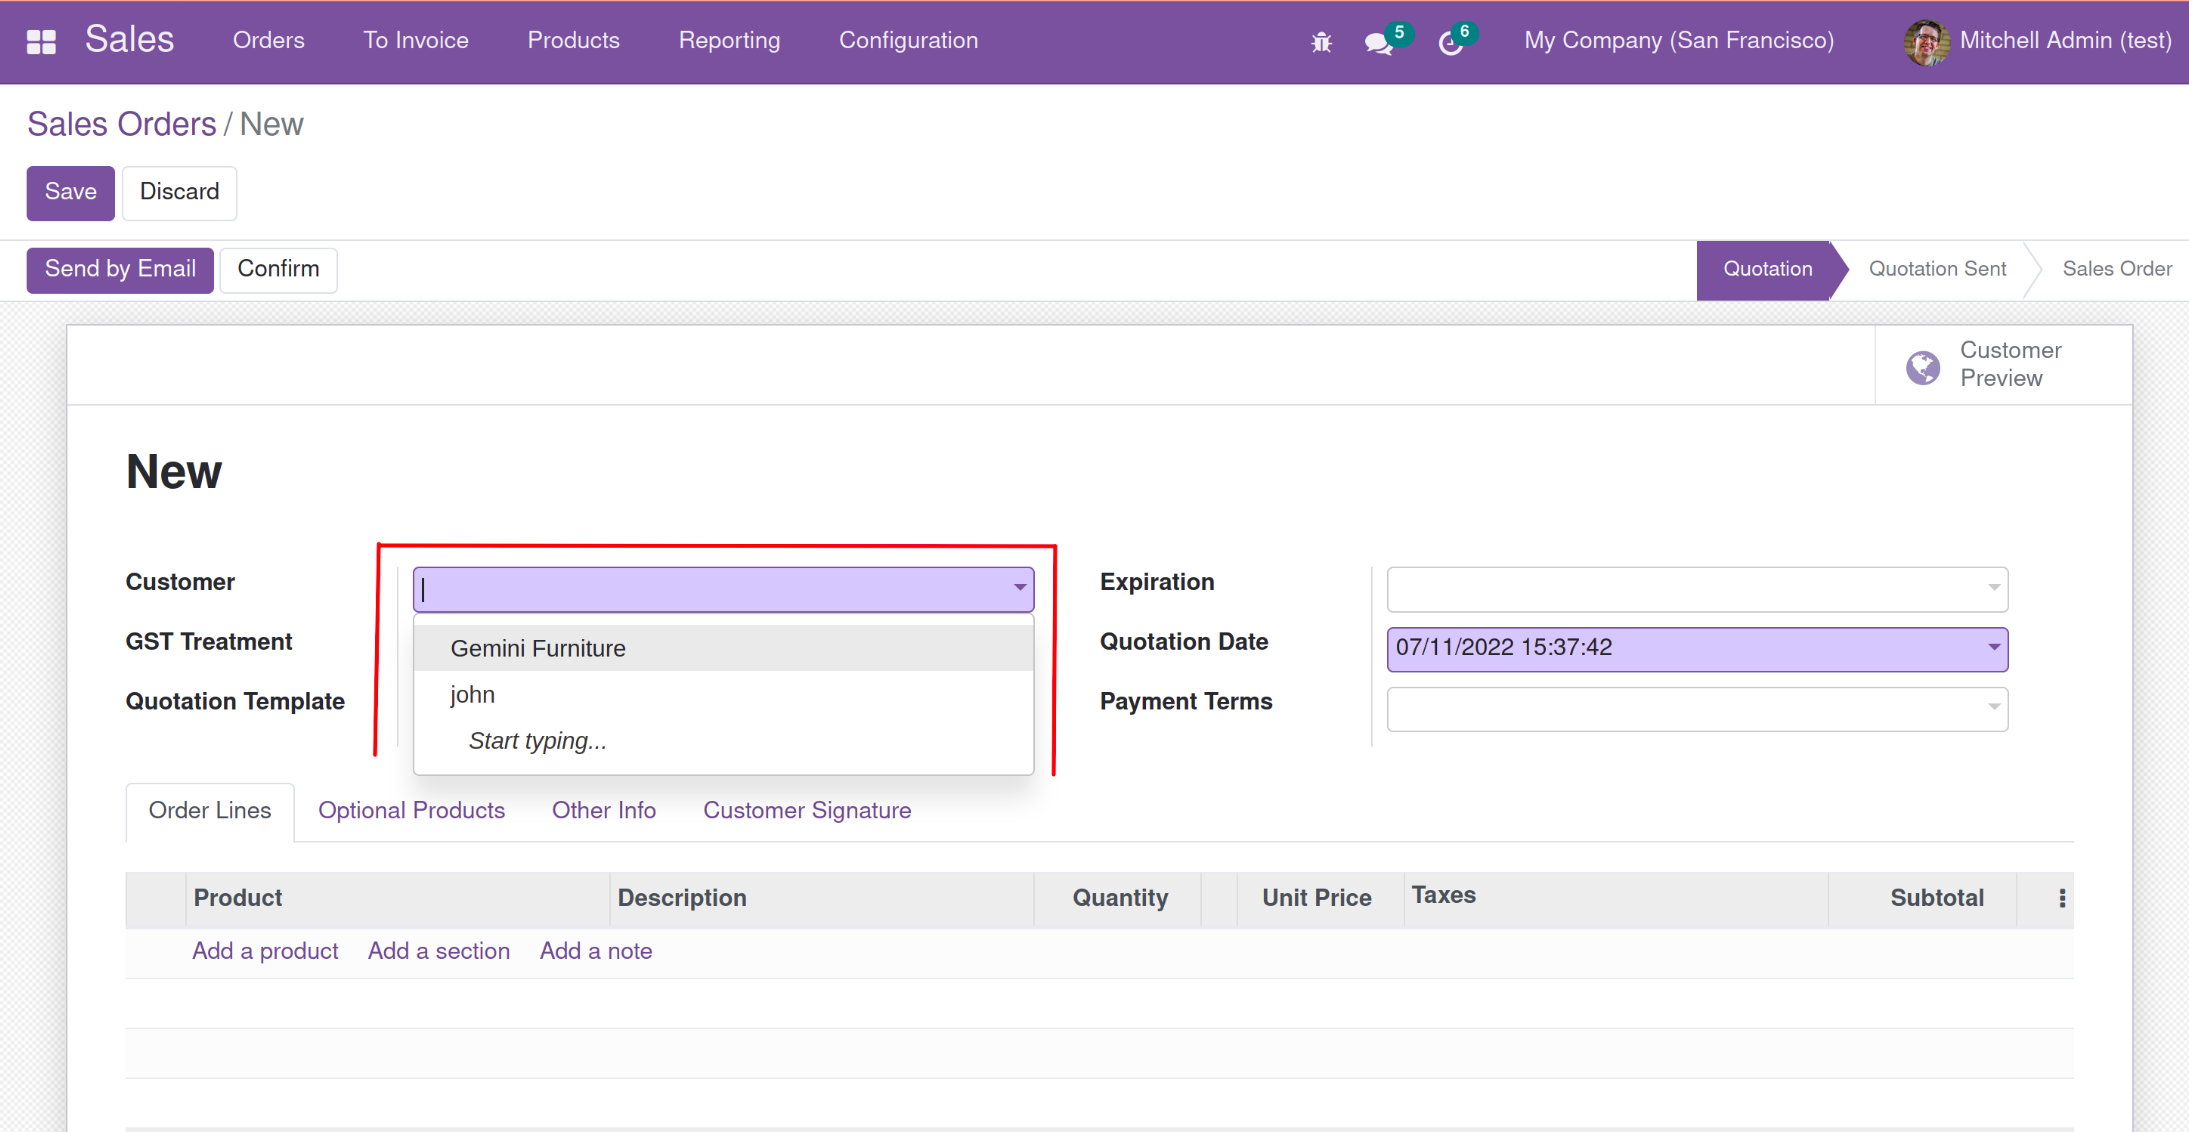 Sales Orders To Invoice Products Reporting Configuration 5 6 My Company (San Francisco) Mitchell Admin (test)
Sales Orders / New
Save Discard
Send by Email Confirm Quotation Quotation Sent Sales Order
Customer
Preview
New
Customer Expiration
GST Treatment Gemini Furniture Quotation Date 07/11/2022 15:37:42
john
Quotation Template Payment Terms
Start typing...
Order Lines Optional Products Other Info Customer Signature
Product Description Quantity Unit Price Taxes Subtotal
Add a product Add a section Add a note